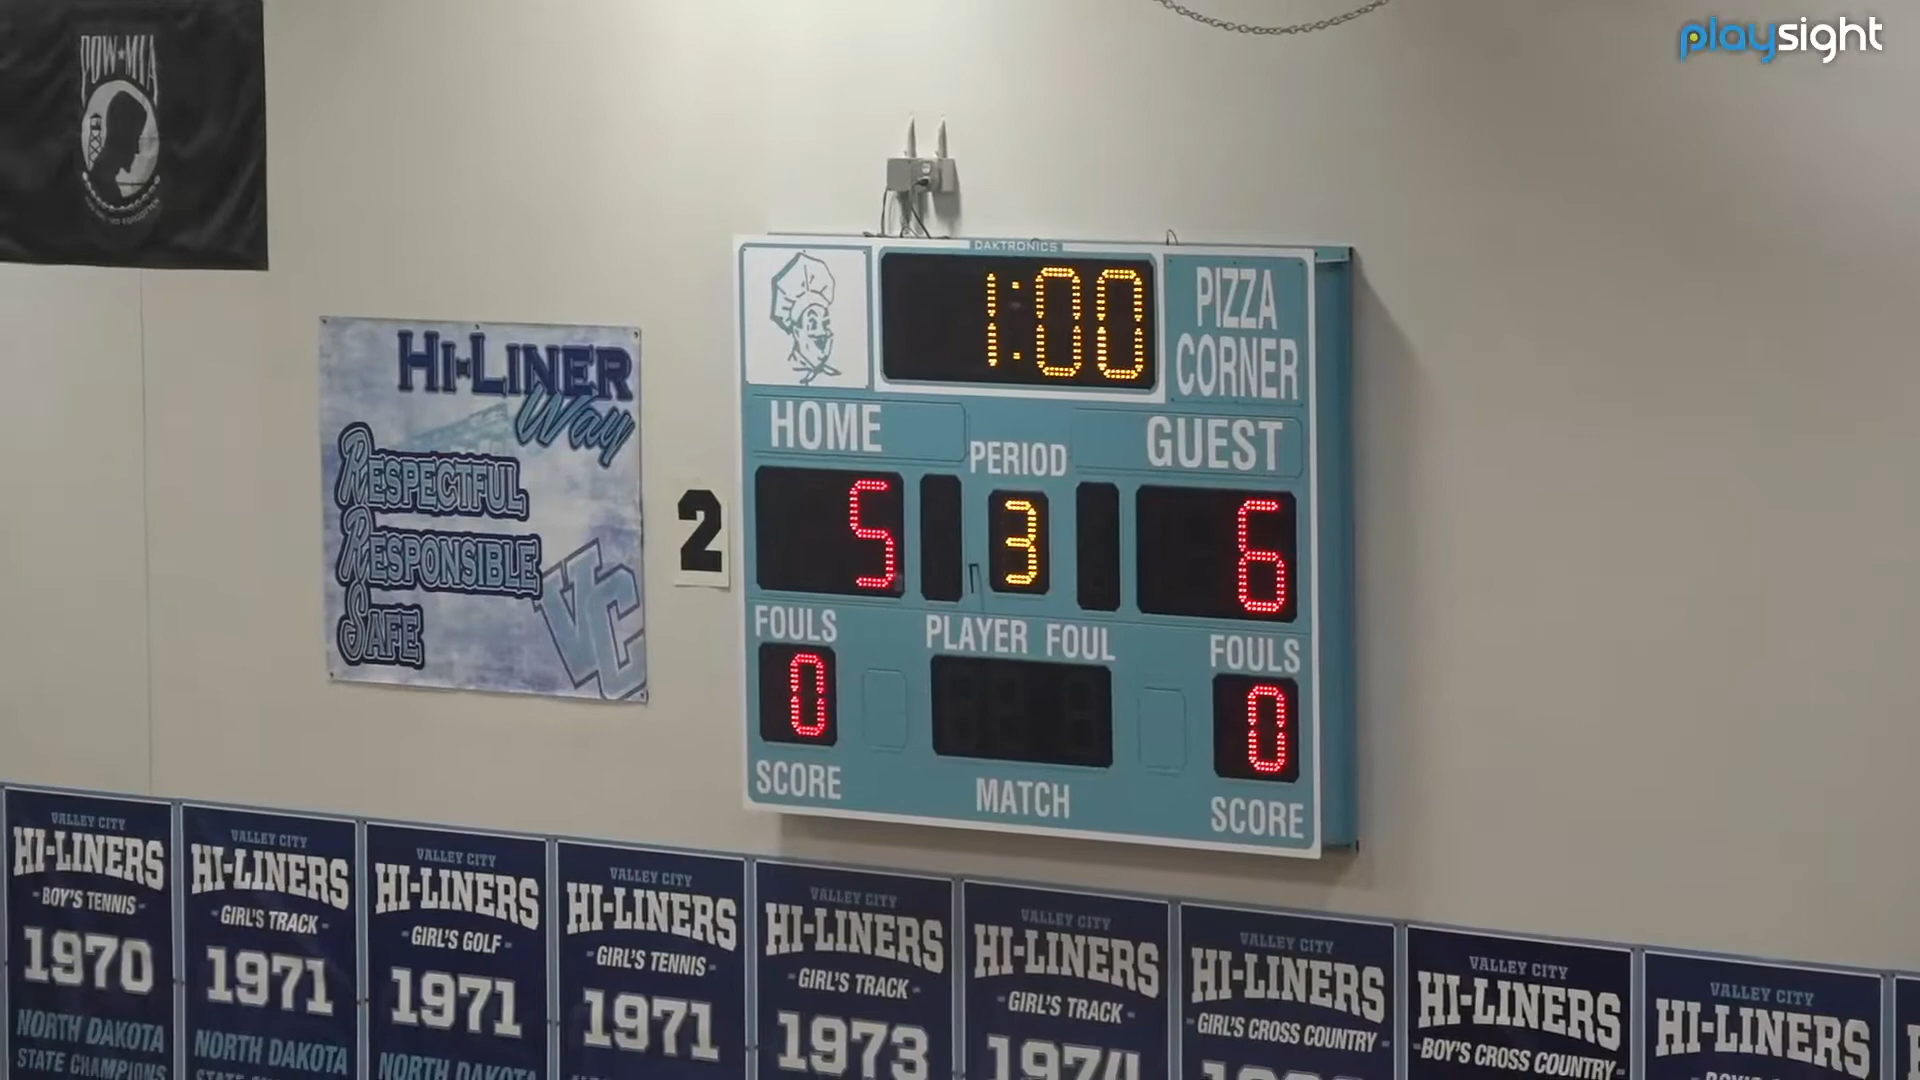 playsight
POW★MIA
DAKTRONICS
1:00
PIZZA
CORNER
HOME
GUEST
PERIOD
5
3
6
FOULS
PLAYER FOUL
FOULS
0
0
SCORE
MATCH
SCORE
2
HI-LINER
Way
RESPECTFUL
RESPONSIBLE
SAFE
VC
VALLEY CITY
HI-LINERS
-BOY'S TENNIS-
1970
NORTH DAKOTA
STATE CHAMPIONS
VALLEY CITY
HI-LINERS
-GIRL'S TRACK-
1971
NORTH DAKOTA
VALLEY CITY
HI-LINERS
-GIRL'S GOLF-
1971
NORTH DAKOTA
VALLEY CITY
HI-LINERS
-GIRL'S TENNIS-
1971
VALLEY CITY
HI-LINERS
-GIRL'S TRACK-
1973
VALLEY CITY
HI-LINERS
-GIRL'S TRACK-
1974
VALLEY CITY
HI-LINERS
-GIRL'S CROSS COUNTRY-
VALLEY CITY
HI-LINERS
-BOY'S CROSS COUNTRY-
VALLEY CITY
HI-LINERS